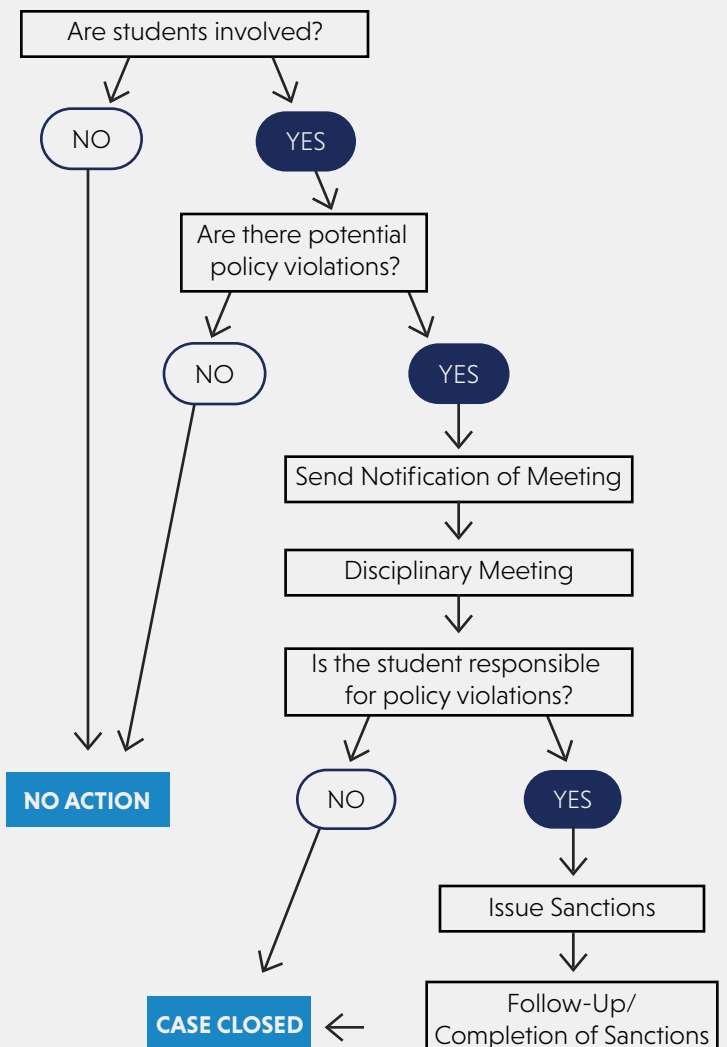 Are students involved?
NO
YES
Are there potential
policy violations?
NO
YES
Send Notification of Meeting
Disciplinary Meeting
Is the student responsible
for policy violations?
NO ACTION
NO
YES
Issue Sanctions
Follow-Up/
Completion of Sanctions
CASE CLOSED